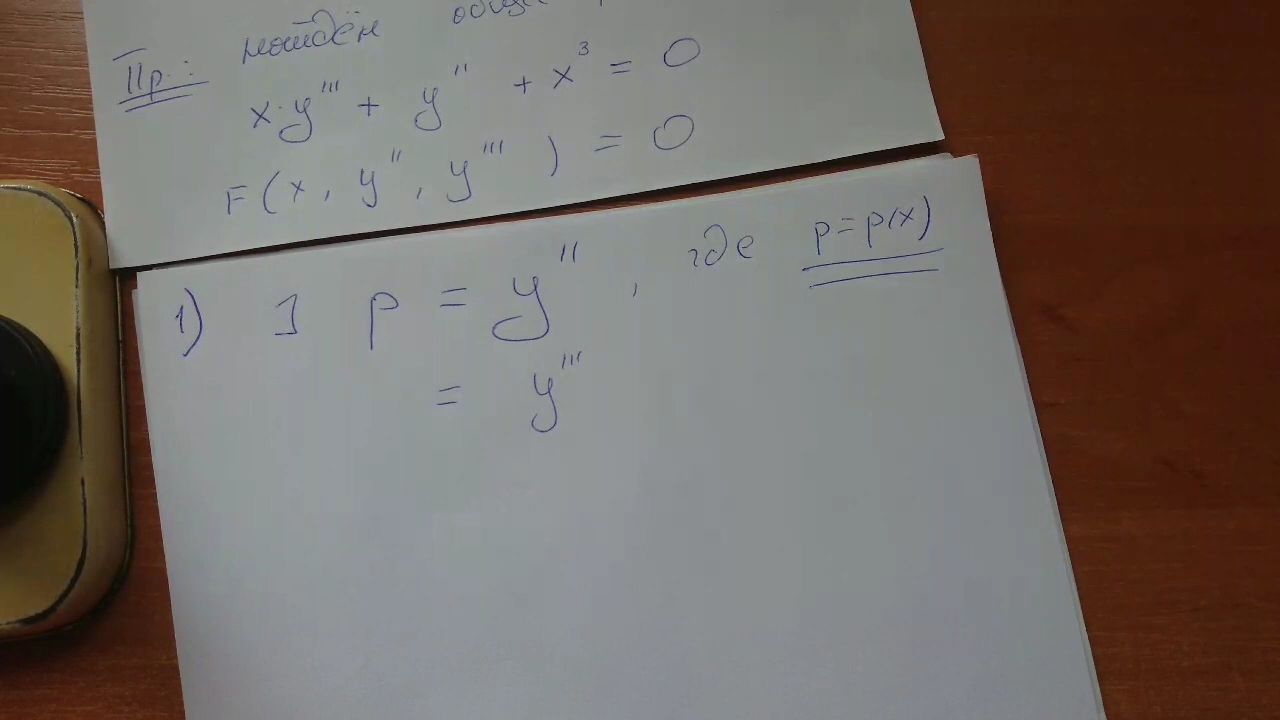 Пр.: найдём
x·y''' + y'' + x³ = 0
F(x, y'', y''') = 0
1) ] p = y'', где p=p(x)
= y'''